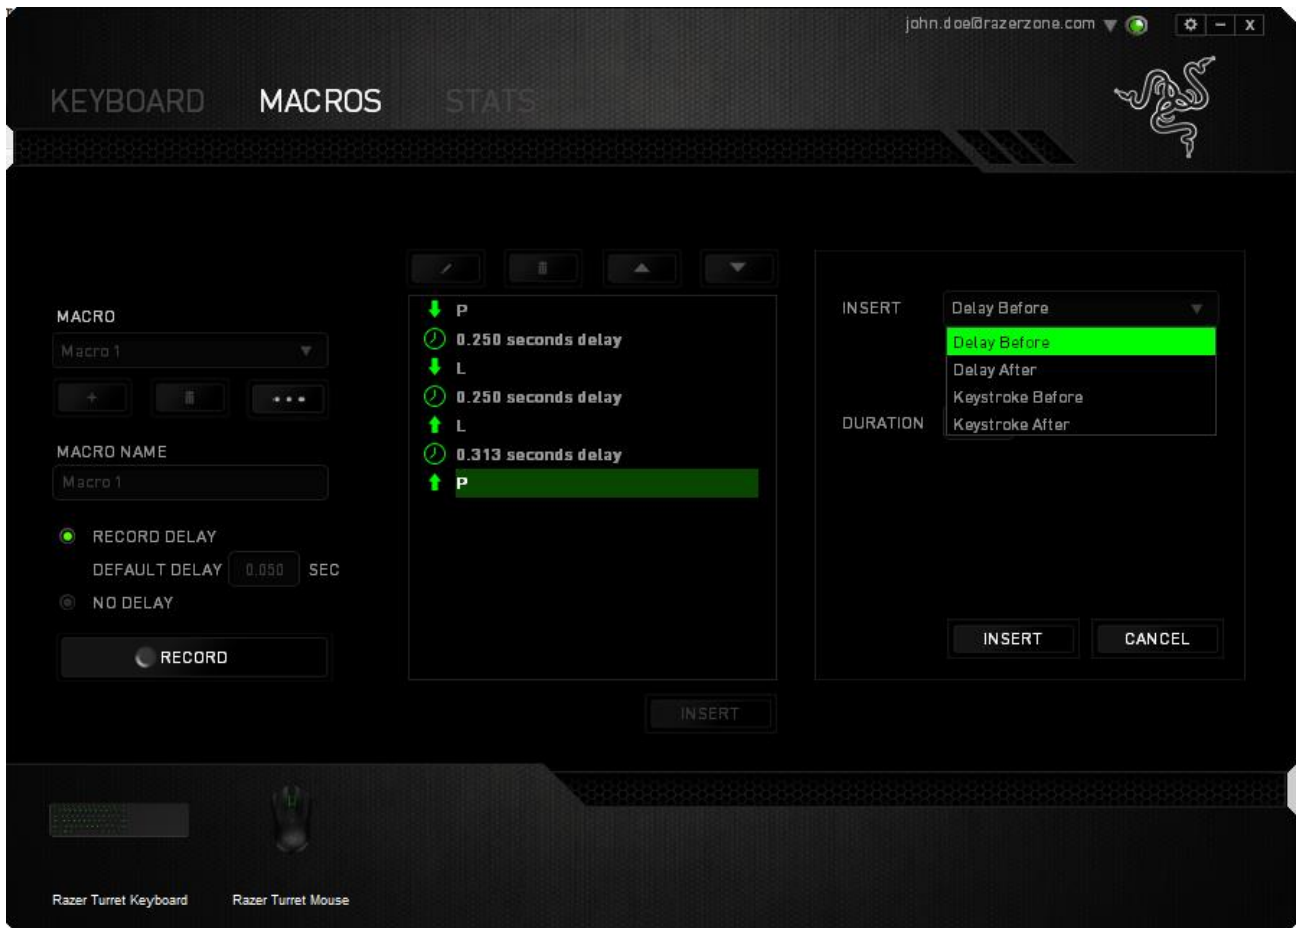 john.doe@razerzone.com
KEYBOARD MACROS STATS
MACRO
Macro 1
MACRO NAME
Macro 1
RECORD DELAY
DEFAULT DELAY 0.050 SEC
NO DELAY
RECORD
P
0.250 seconds delay
L
0.250 seconds delay
L
0.313 seconds delay
P
INSERT
INSERT Delay Before
Delay Before
Delay After
Keystroke Before
Keystroke After
DURATION
INSERT CANCEL
Razer Turret Keyboard Razer Turret Mouse